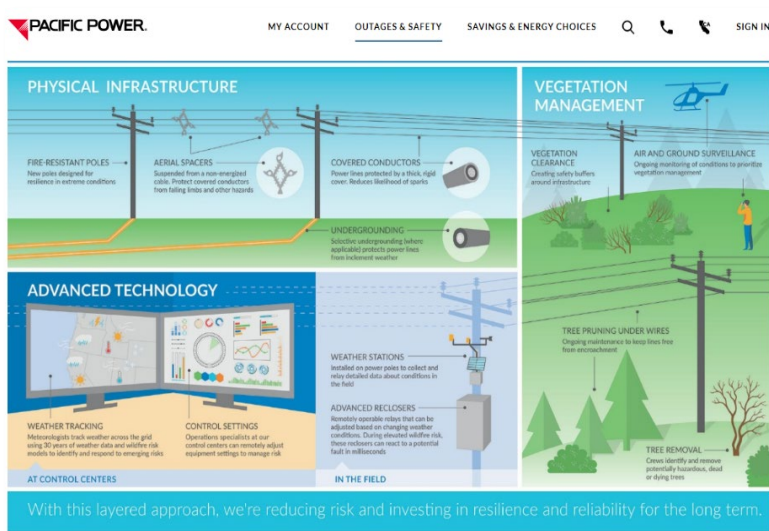 PACIFIC POWER.
MY ACCOUNT
OUTAGES & SAFETY
SAVINGS & ENERGY CHOICES
CA
SIGN IN
PHYSICAL INFRASTRUCTURE
FIRE-RESISTANT POLES
New poles designed for
resilience in extreme conditions
AERIAL SPACERS
Suspended from a non-energized
cable. Protect covered conductors
from falling limbs and other hazards
COVERED CONDUCTORS
Power lines protected by a thick, rigid
cover. Reduces likelihood of sparks
UNDERGROUNDING
Selective undergrounding (where
applicable) protects power lines
from inclement weather
VEGETATION
MANAGEMENT
VEGETATION
CLEARANCE
Creating safety buffers
around infrastructure
AIR AND GROUND SURVEILLANCE
Ongoing monitoring of conditions to prioritize
vegetation management
TREE PRUNING UNDER WIRES
Ongoing maintenance to keep lines free
from encroachment
TREE REMOVAL
Crews identify and remove
potentially hazardous, dead
or dying trees
ADVANCED TECHNOLOGY
WEATHER TRACKING
Meteorologists track weather across the grid
using 30 years of weather data and wildfire risk
models to identify and respond to emerging risks
CONTROL SETTINGS
Operations specialists at our
control centers can remotely adjust
equipment settings to manage risk
AT CONTROL CENTERS
WEATHER STATIONS
Installed on power poles to collect and
relay detailed data about conditions in
the field
ADVANCED RECLOSERS
Remotely operable relays that can be
adjusted based on changing weather
conditions. During elevated wildfire risk,
these reclosers can react to a potential
fault in milliseconds
IN THE FIELD
With this layered approach, we're reducing risk and investing in resilience and reliability for the long term.